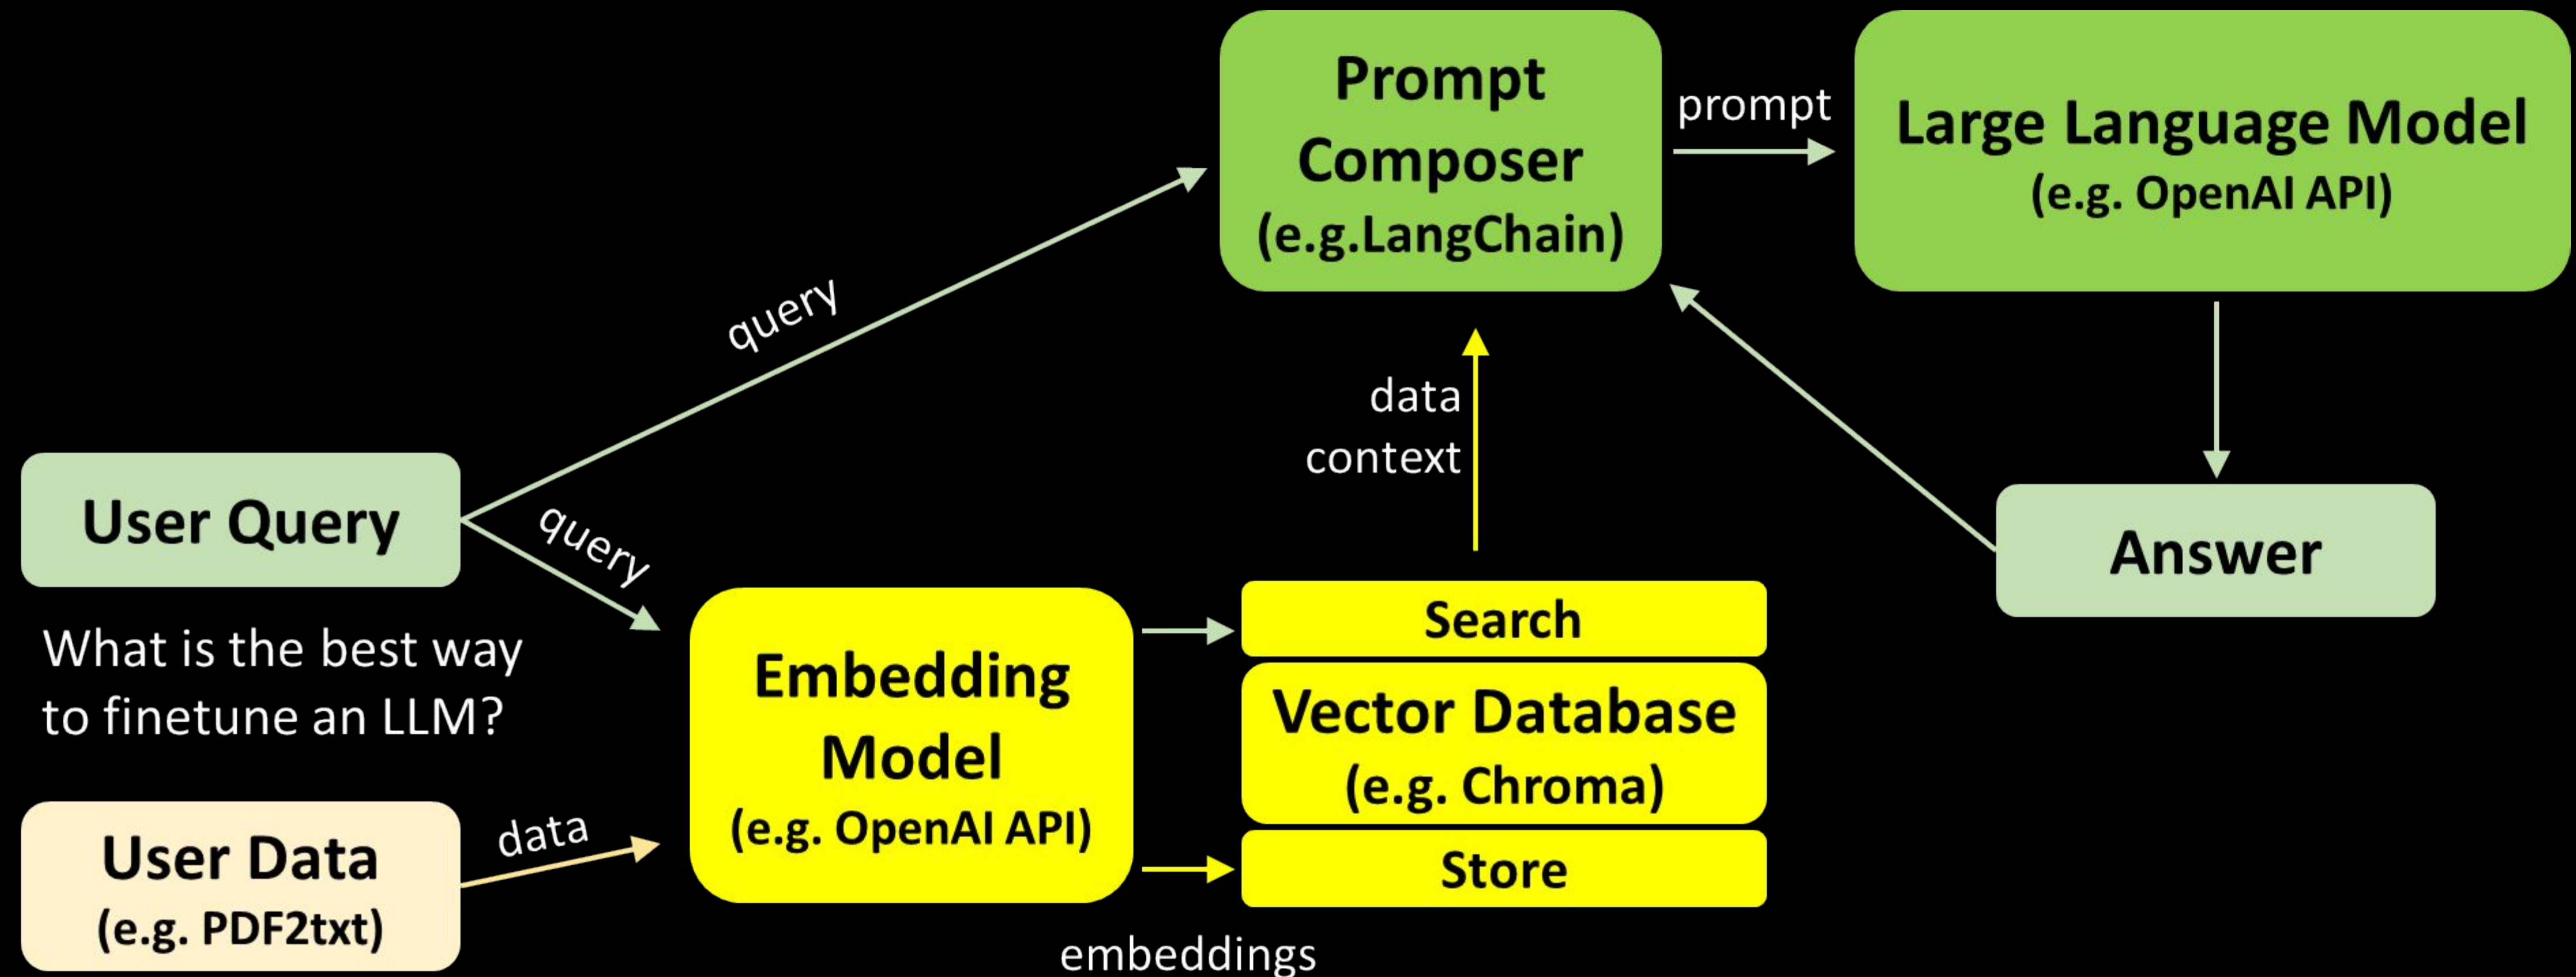 Prompt
Composer
(e.g.LangChain)
prompt
Large Language Model
(e.g. OpenAI API)
query
data
context
User Query
query
What is the best way
to finetune an LLM?
Answer
Embedding
Model
(e.g. OpenAI API)
Search
Vector Database
(e.g. Chroma)
Store
User Data
(e.g. PDF2txt)
data
embeddings